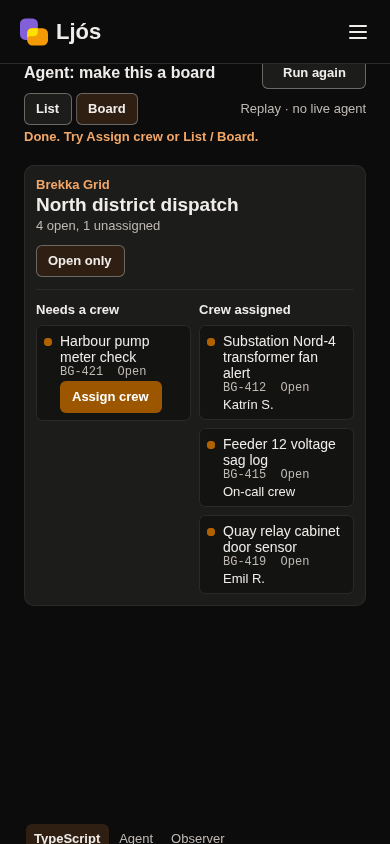 Ljós
Agent: make this a board
Run again
List
Board
Replay · no live agent
Done. Try Assign crew or List / Board.
Brekka Grid
North district dispatch
4 open, 1 unassigned
Open only
Needs a crew
Harbour pump
meter check
BG-421 Open
Assign crew
Crew assigned
Substation Nord-4
transformer fan
alert
BG-412 Open
Katrín S.
Feeder 12 voltage
sag log
BG-415 Open
On-call crew
Quay relay cabinet
door sensor
BG-419 Open
Emil R.
TypeScript
Agent
Observer